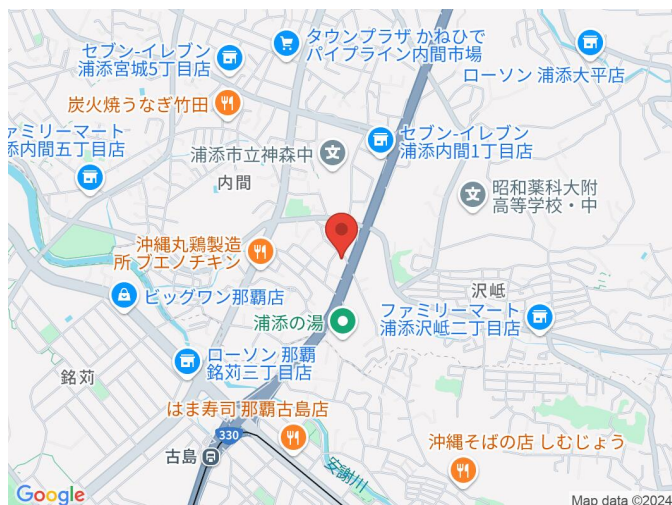 セブン-イレブン
浦添宮城5丁目店
タウンプラザ かねひで
パイプライン内間市場
ローソン 浦添大平店
炭火焼うなぎ竹田
ファミリーマート
浦添内間五丁目店
浦添市立神森中
セブン-イレブン
浦添内間1丁目店
内間
昭和薬科大附
高等学校・中
沖縄丸鶏製造
所 ブエノチキン
沢岻
ビッグワン那覇店
浦添の湯
ファミリーマート
浦添沢岻二丁目店
ローソン 那覇
銘苅三丁目店
銘苅
はま寿司 那覇古島店
330
古島
安謝川
沖縄そばの店 しむじょう
Google
Map data ©2024